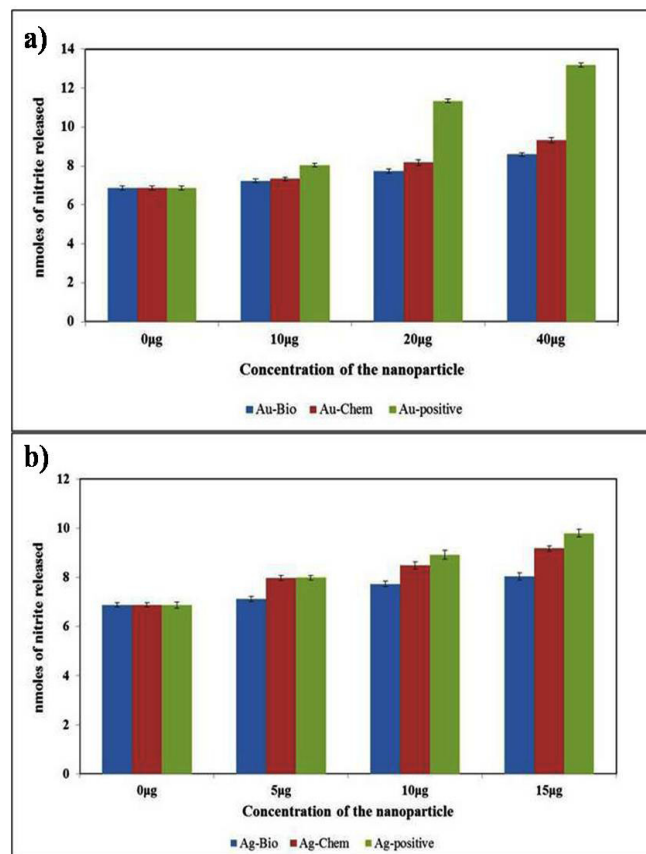 a)
14
12
10
8
6
4
2
0
nmoles of nitrite released
0µg 10µg 20µg 40µg
Concentration of the nanoparticle
Au-Bio Au-Chem Au-positive
b)
12
10
8
6
4
2
0
nmoles of nitrite released
0µg 5µg 10µg 15µg
Concentration of the nanoparticle
Ag-Bio Ag-Chem Ag-positive